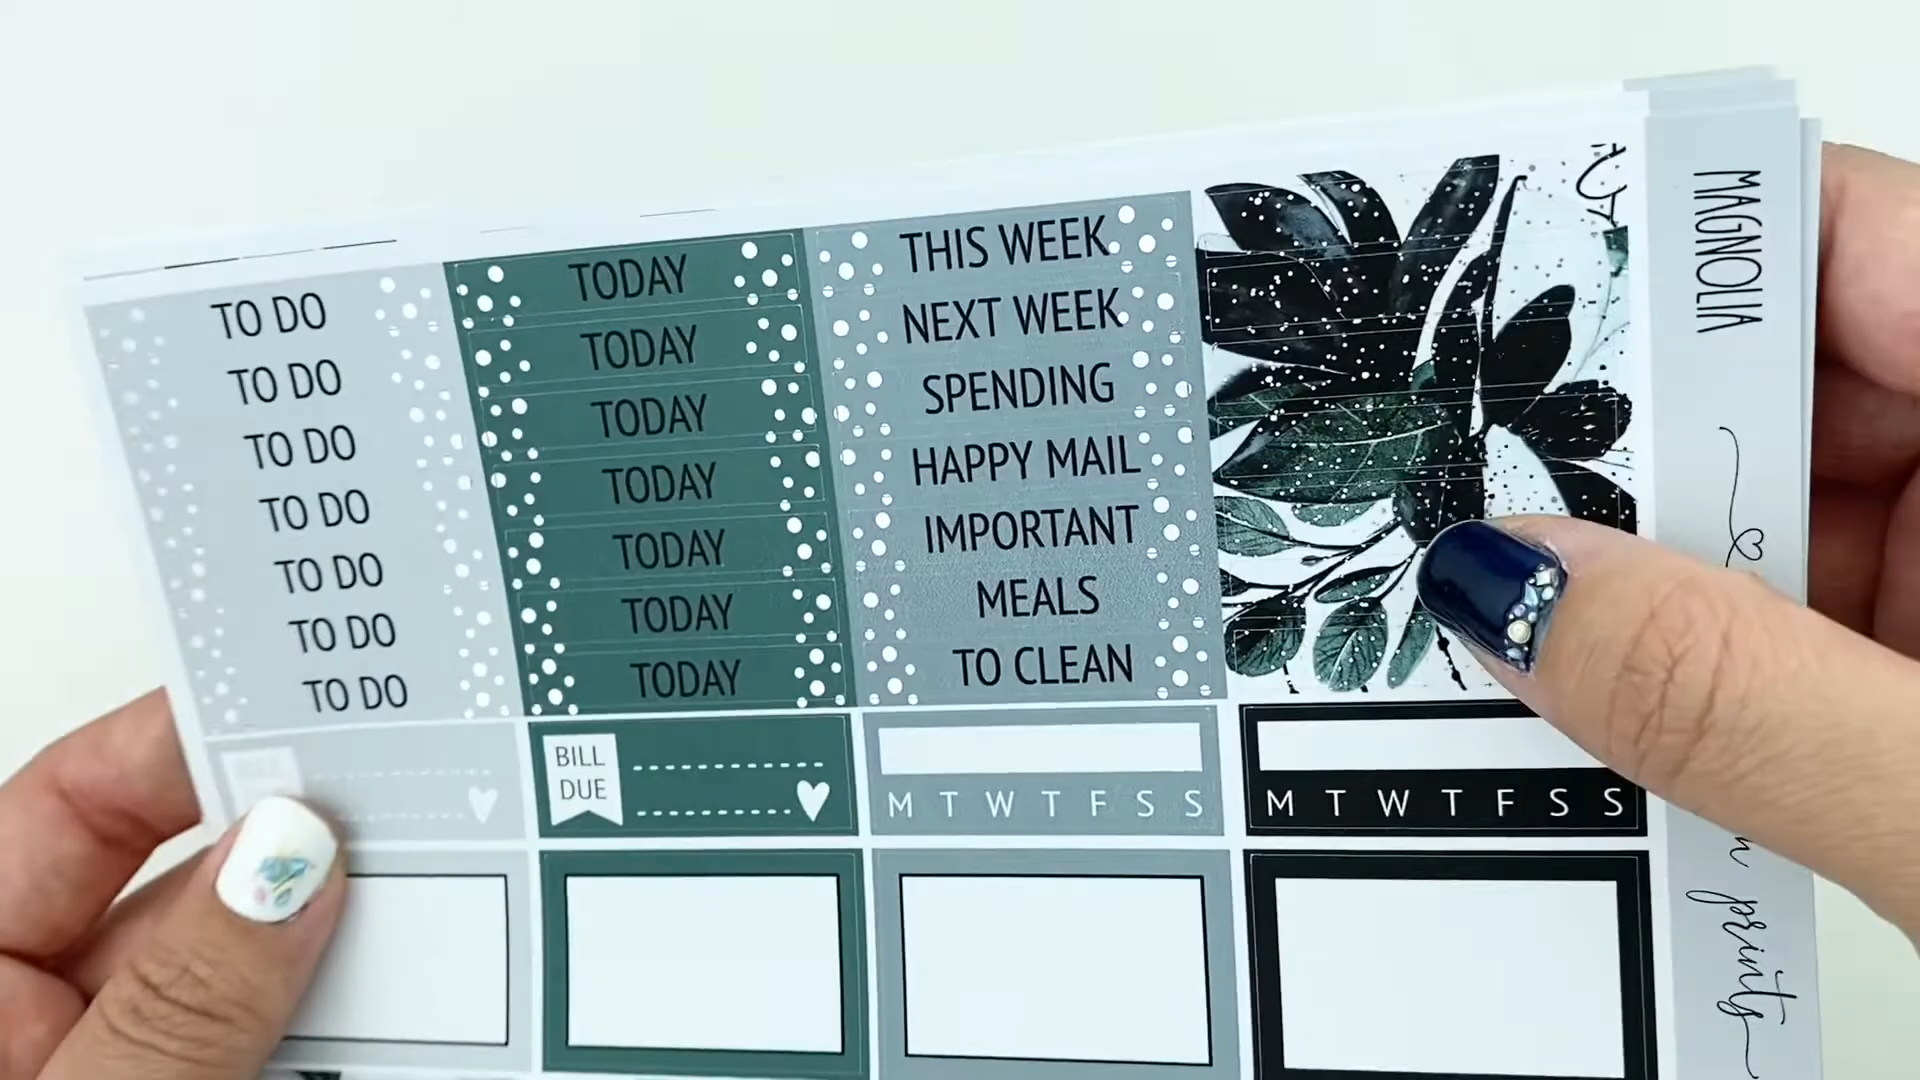 TO DO
TO DO
TO DO
TO DO
TO DO
TO DO
TO DO
TODAY
TODAY
TODAY
TODAY
TODAY
TODAY
TODAY
THIS WEEK
NEXT WEEK
SPENDING
HAPPY MAIL
IMPORTANT
MEALS
TO CLEAN
BILL
DUE
M T W T F S S
M T W T F S S
MAGNOLIA
prints